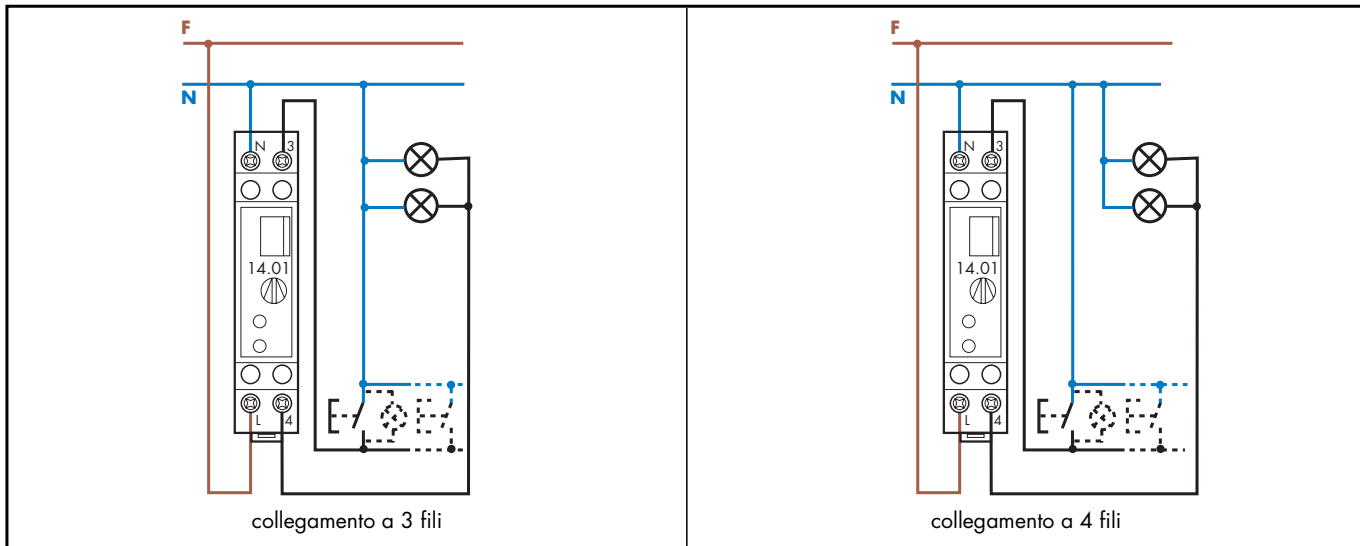 F
N
N 3
14.01
L 4
collegamento a 3 fili
F
N
N 3
14.01
L 4
collegamento a 4 fili